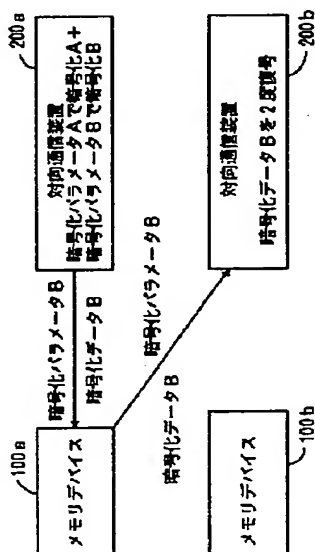 200a
対向通信装置
暗号化パラメータAで暗号化A+
暗号化パラメータBで暗号化B
200b
対向通信装置
暗号化データBを2度復号
暗号化パラメータB
暗号化データB
暗号化パラメータB
暗号化データB
100a
メモリデバイス
100b
メモリデバイス